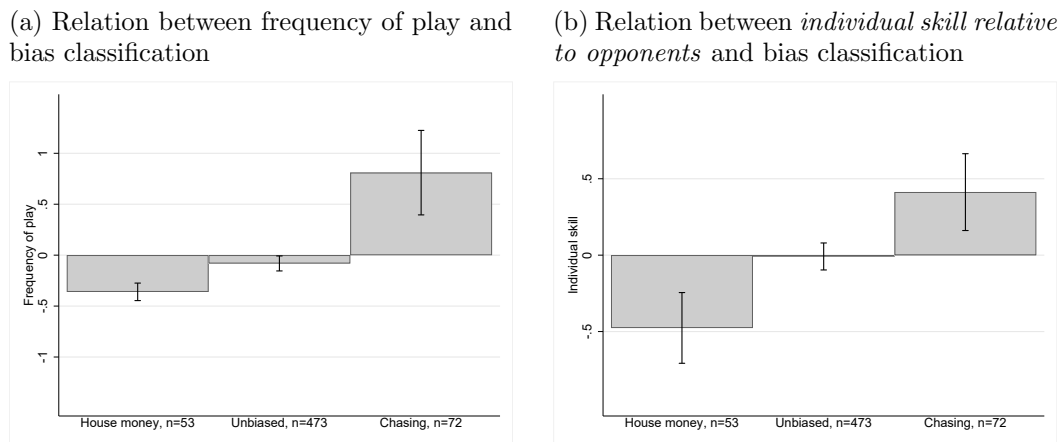 (a) Relation between frequency of play and
bias classification
Frequency of play
1
.5
0
-.5
-1
House money, n=53 Unbiased, n=473 Chasing, n=72
(b) Relation between individual skill relative
to opponents and bias classification
Individual skill
.5
0
-.5
House money, n=53 Unbiased, n=473 Chasing, n=72